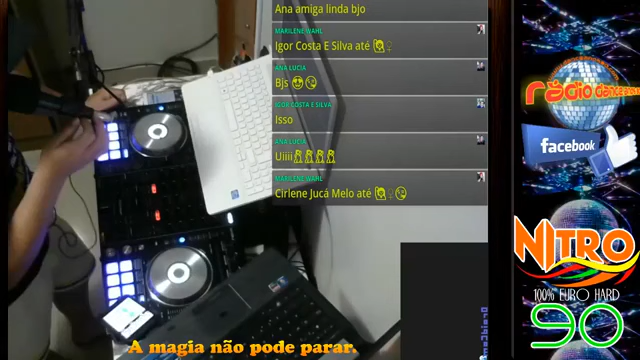 Ana amiga linda bjo
MARILENE WAHL
Igor Costa E Silva até
ANA LUCIA
Bjs
IGOR COSTA E SILVA
Isso
ANA LUCIA
Uiiii
MARILENE WAHL
Cirlene Jucá Melo até
A magia não pode parar.
facebook
NITRO
100% EURO HARD
90